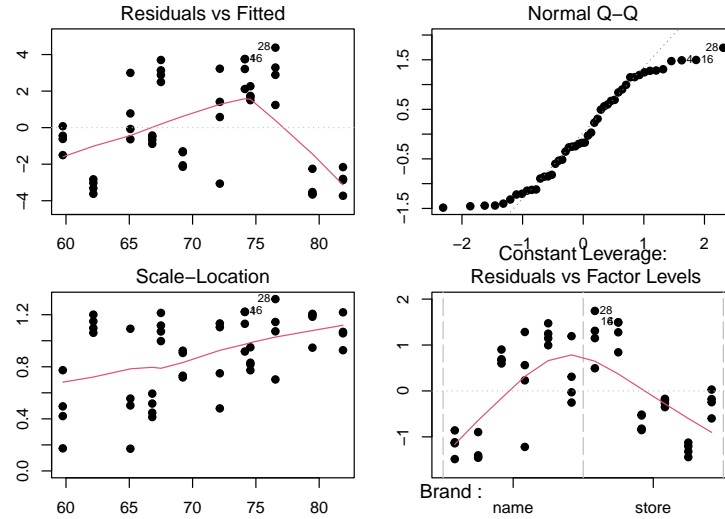 Residuals vs Fitted
4
2
0
−2
−4
28
4
16
60 65 70 75 80
Normal Q−Q
1.5
0.5
−0.5
−1.5
28
4
16
−2 −1 0 1 2
Scale−Location
1.2
0.8
0.4
0.0
28
4
16
60 65 70 75 80
Constant Leverage:
Residuals vs Factor Levels
2
1
0
−1
28
Brand :
name store